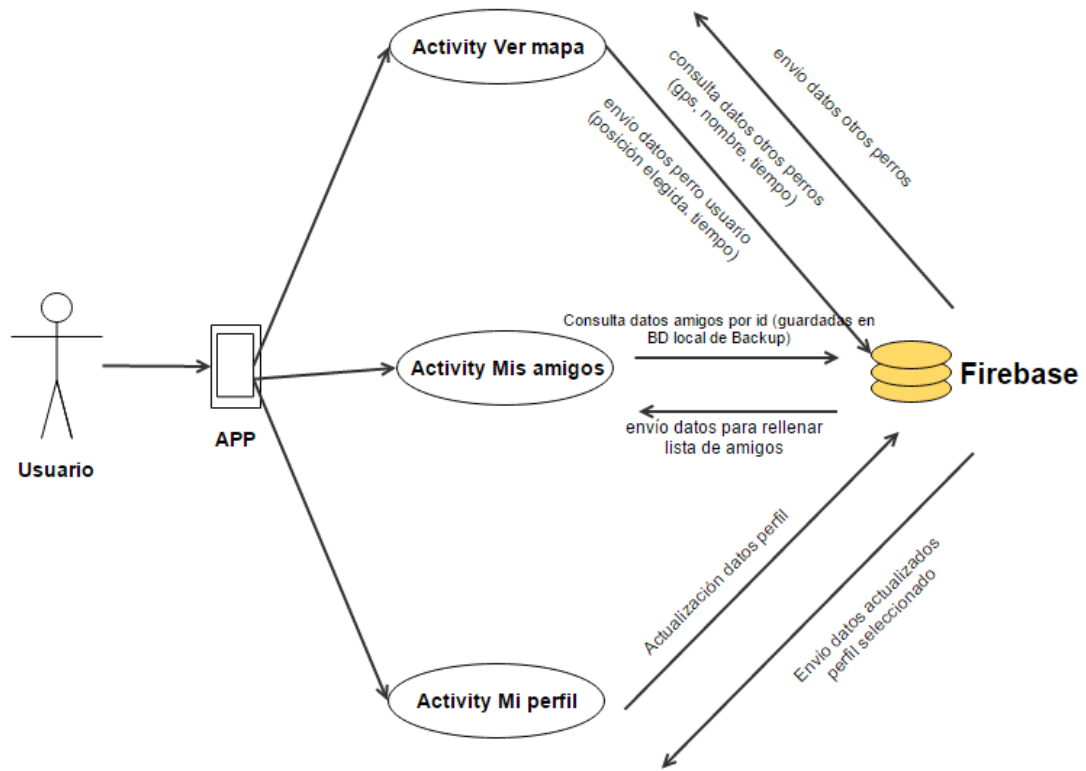 Activity Ver mapa
envío datos otros perros
consulta datos otros perros
(gps, nombre, tiempo)
envío datos perro usuario
(posición elegida, tiempo)
Usuario
APP
Activity Mis amigos
Consulta datos amigos por id (guardadas en
BD local de Backup)
envío datos para rellenar
lista de amigos
Firebase
Activity Mi perfil
Actualización datos perfil
Envío datos actualizados
perfil seleccionado